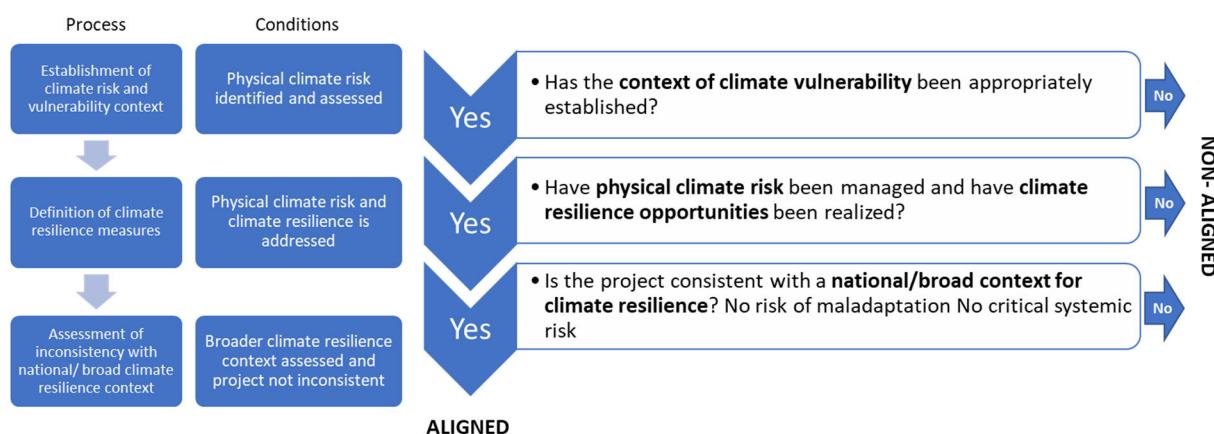 Process
Conditions
Establishment of
climate risk and
vulnerability context
Physical climate risk
identified and assessed
Yes
• Has the context of climate vulnerability been appropriately
established?
No
Definition of climate
resilience measures
Physical climate risk and
climate resilience is
addressed
Yes
• Have physical climate risk been managed and have climate
resilience opportunities been realized?
No
Assessment of
inconsistency with
national/ broad climate
resilience context
Broader climate resilience
context assessed and
project not inconsistent
Yes
• Is the project consistent with a national/broad context for
climate resilience? No risk of maladaptation No critical systemic
risk
No
ALIGNED
NON- ALIGNED